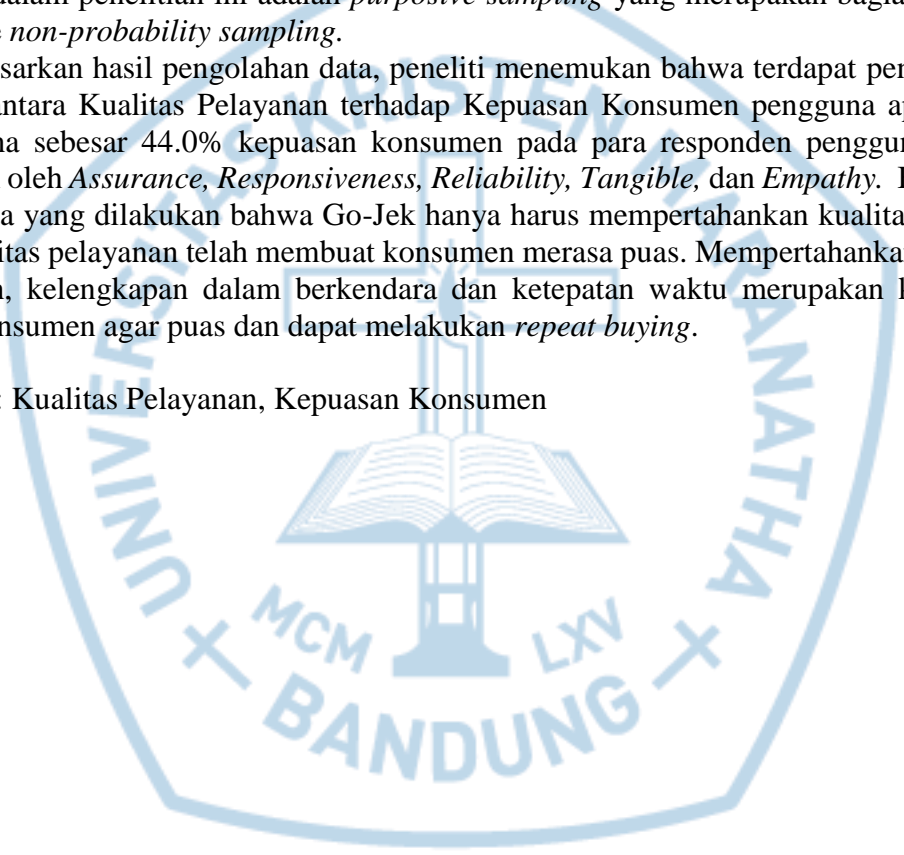 dalam penelitian ini adalah purposive sampling yang merupakan bagia
non-probability sampling.
sarkan hasil pengolahan data, peneliti menemukan bahwa terdapat pen
antara Kualitas Pelayanan terhadap Kepuasan Konsumen pengguna ap
na sebesar 44.0% kepuasan konsumen pada para responden penggun
oleh Assurance, Responsiveness, Reliability, Tangible, dan Empathy.
a yang dilakukan bahwa Go-Jek hanya harus mempertahankan kualita
itas pelayanan telah membuat konsumen merasa puas. Mempertahanka
n, kelengkapan dalam berkendara dan ketepatan waktu merupakan k
nsumen agar puas dan dapat melakukan repeat buying.
: Kualitas Pelayanan, Kepuasan Konsumen
UNIVERSITAS KRISTEN MARANATHA
MCM LXV
BANDUNG